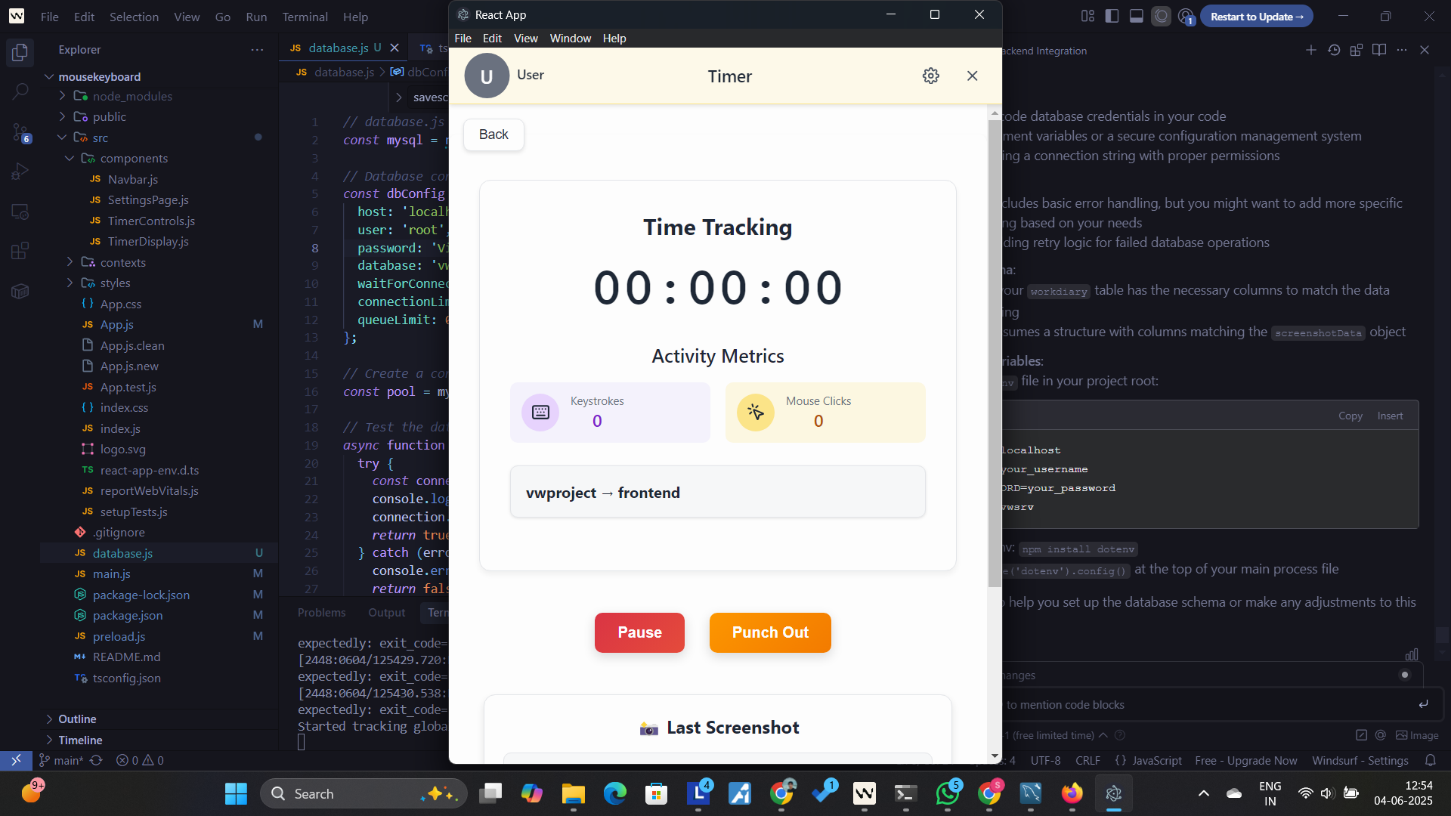 File Edit Selection View Go Run Terminal Help
Restart to Update →
React App
File Edit View Window Help
U User Timer
Back
Time Tracking
00:00:00
Activity Metrics
Keystrokes
0
Mouse Clicks
0
vwproject → frontend
Pause Punch Out
📸 Last Screenshot
Explorer
mousekeyboard
node_modules
public
src
components
JS Navbar.js
JS SettingsPage.js
JS TimerControls.js
JS TimerDisplay.js
contexts
styles
{ } App.css
JS App.js M
App.js.clean
App.js.new
JS App.test.js
{ } index.css
JS index.js
logo.svg
TS react-app-env.d.ts
JS reportWebVitals.js
JS setupTests.js
.gitignore
JS database.js U
JS main.js M
package-lock.json M
package.json M
JS preload.js M
M↓ README.md
TS tsconfig.json
Outline
Timeline
6
JS database.js U
JS database.js > dbConf
> savesc
1 // database.js
2 const mysql =
3
4 // Database co
5 const dbConfig
6 host: 'local
7 user: 'root'
8 password: 'V
9 database: 'v
10 waitForConne
11 connectionLi
12 queueLimit:
13 };
14
15 // Create a co
16 const pool = m
17
18 // Test the da
19 async function
20 try {
21 const conn
22 console.lo
23 connection.
24 return true
25 } catch (erro
26 console.er
27 return fals
Problems Output Term
expectedly: exit_code=
[2448:0604/125429.720:
expectedly: exit_code=
[2448:0604/125430.538:
expectedly: exit_code=
Started tracking globa
ackend Integration
code database credentials in your code
ment variables or a secure configuration management system
ing a connection string with proper permissions
cludes basic error handling, but you might want to add more specific
ng based on your needs
ding retry logic for failed database operations
na:
your workdiary table has the necessary columns to match the data
ing
sumes a structure with columns matching the screenshotData object
ariables:
nv file in your project root:
Copy Insert
localhost
your_username
ORD=your_password
vwsrv
nv: npm install dotenv
e('dotenv').config() at the top of your main process file
help you set up the database schema or make any adjustments to this
hanges
to mention code blocks
-1 (free limited time) Image
main* 0 0
s: 4 UTF-8 CRLF { } JavaScript Free - Upgrade Now Windsurf - Settings
9+ Search 4 1 5 S
ENG
IN
12:54
04-06-2025